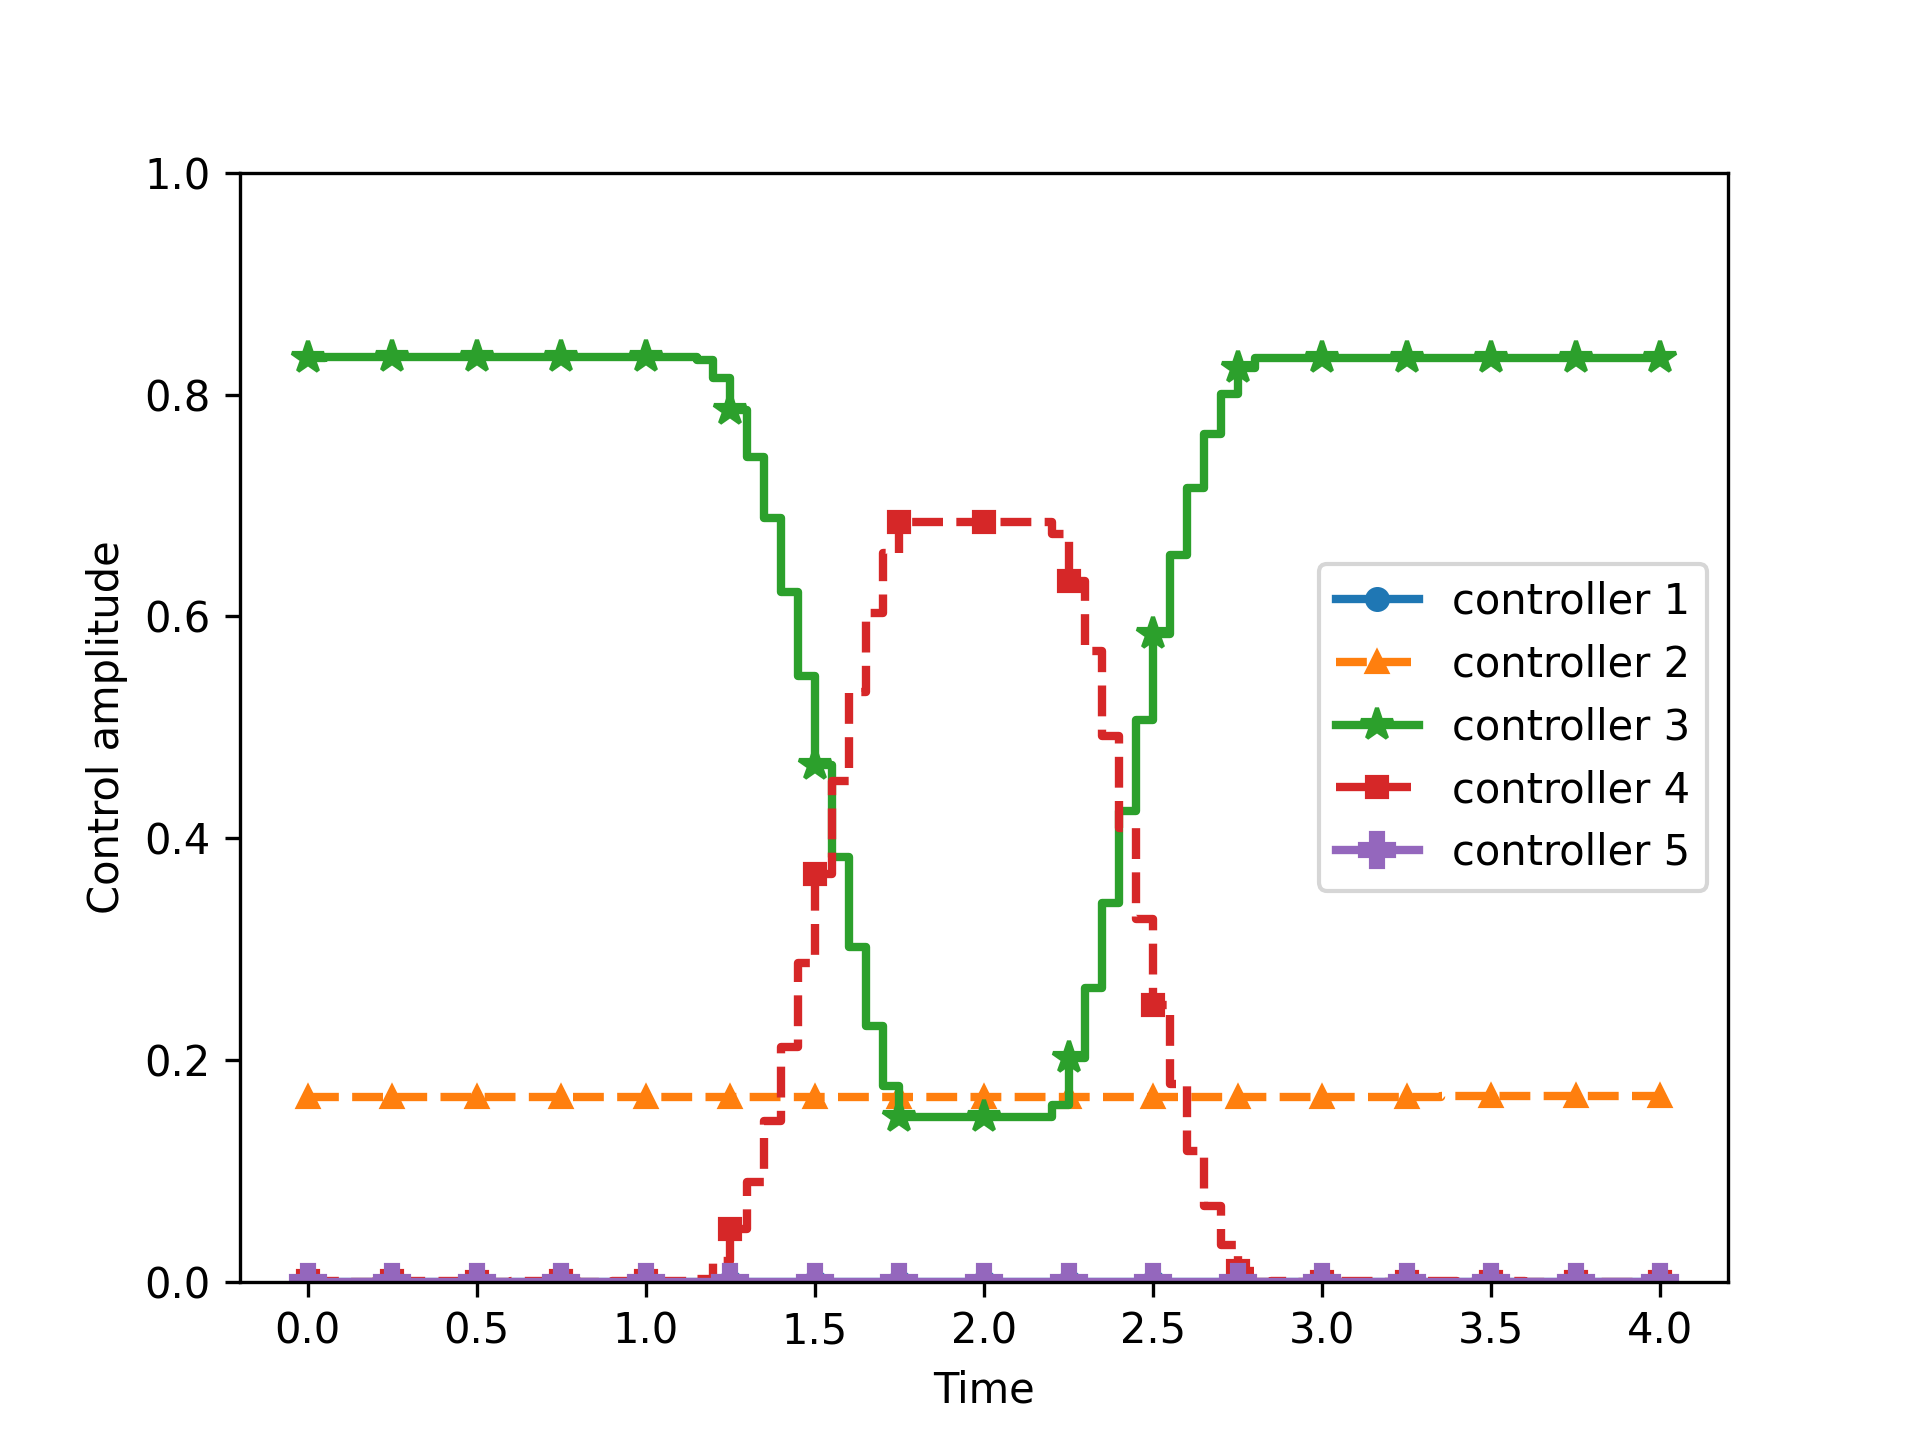 1.0
0.8
0.6
0.4
0.2
0.0
Control amplitude
controller 1
controller 2
controller 3
controller 4
controller 5
0.0 0.5 1.0 1.5 2.0 2.5 3.0 3.5 4.0
Time